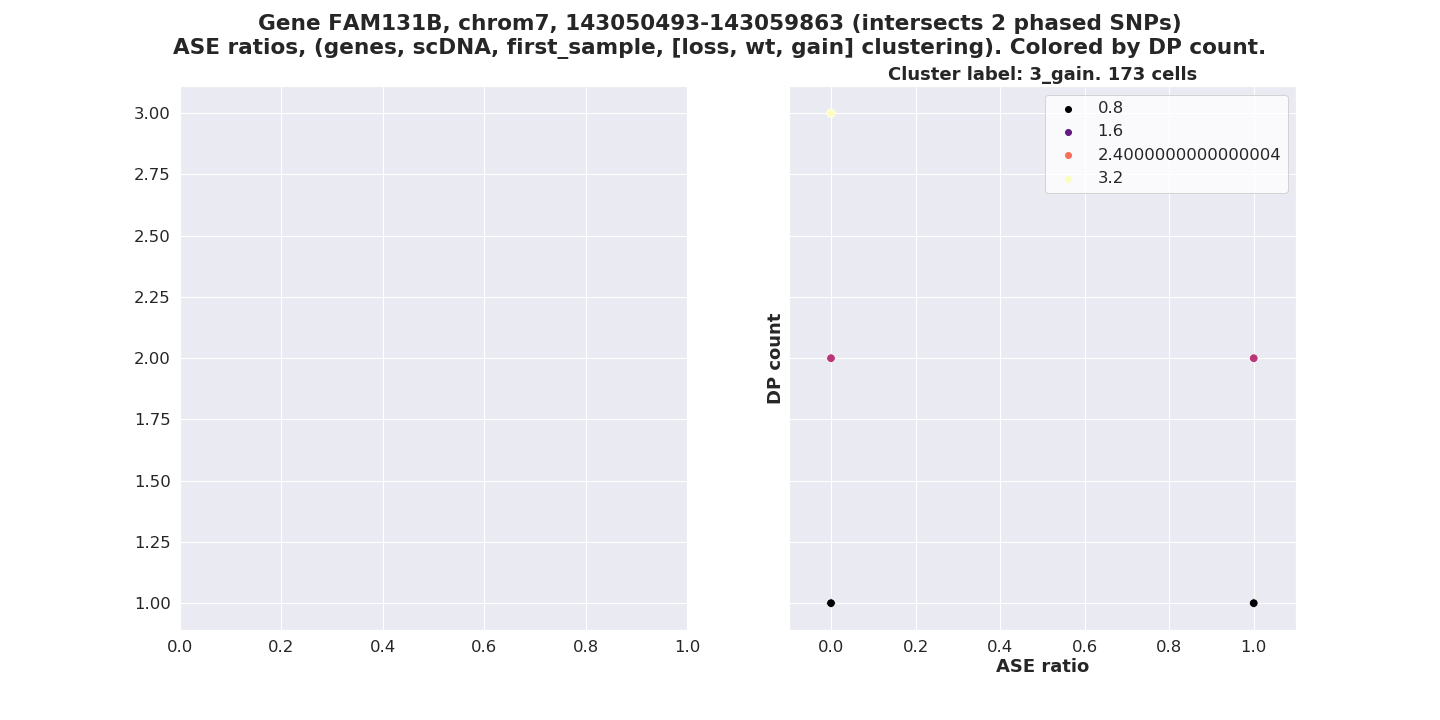 Gene FAM131B, chrom7, 143050493-143059863 (intersects 2 phased SNPs)
ASE ratios, (genes, scDNA, first_sample, [loss, wt, gain] clustering). Colored by DP count.
3.00
2.75
2.50
2.25
2.00
1.75
1.50
1.25
1.00
0.0 0.2 0.4 0.6 0.8 1.0
Cluster label: 3_gain. 173 cells
0.8
1.6
2.4000000000000004
3.2
DP count
0.0 0.2 0.4 0.6 0.8 1.0
ASE ratio